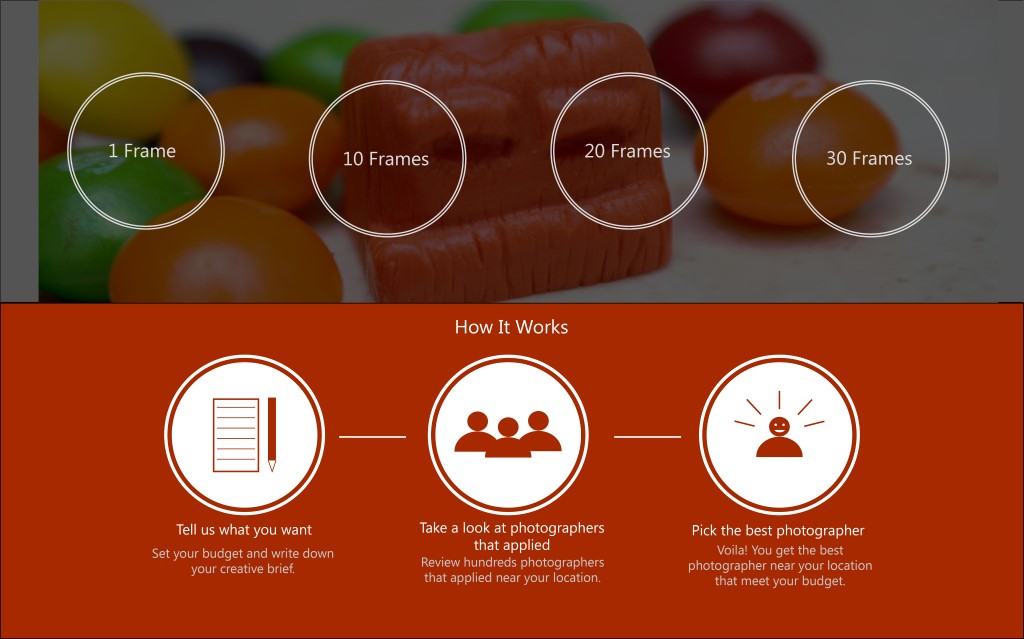 1 Frame
10 Frames
20 Frames
30 Frames
How It Works
Tell us what you want
Set your budget and write down
your creative brief.
Take a look at photographers
that applied
Review hundreds photographers
that applied near your location.
Pick the best photographer
Voila! You get the best
photographer near your location
that meet your budget.